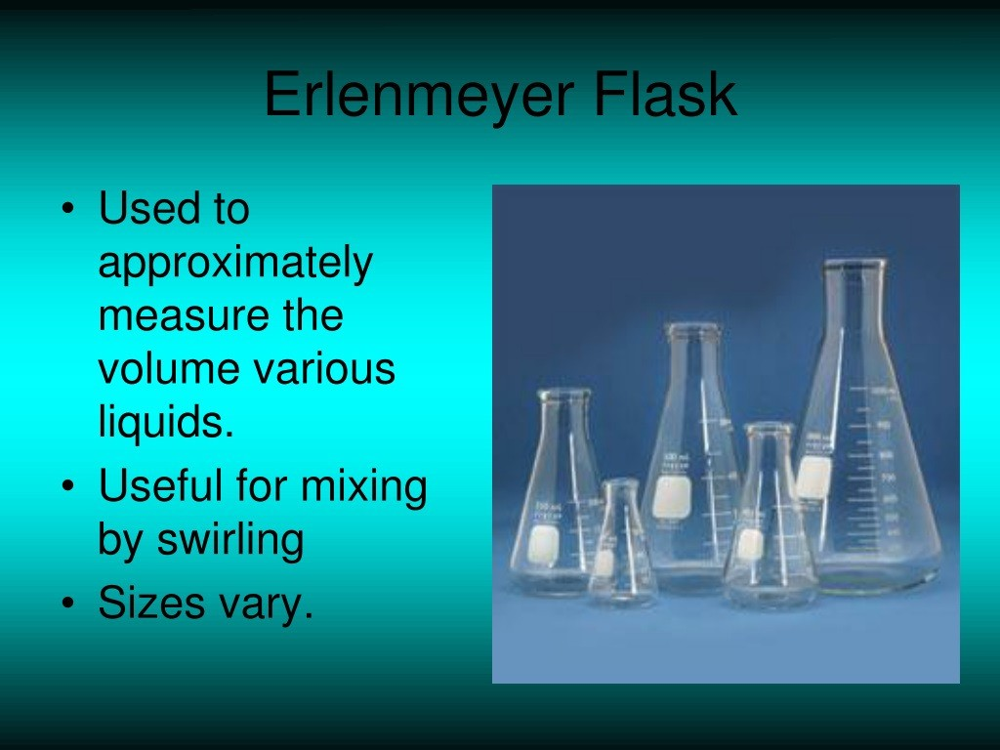 Erlenmeyer Flask
• Used to
approximately
measure the
volume various
liquids.
• Useful for mixing
by swirling
• Sizes vary.